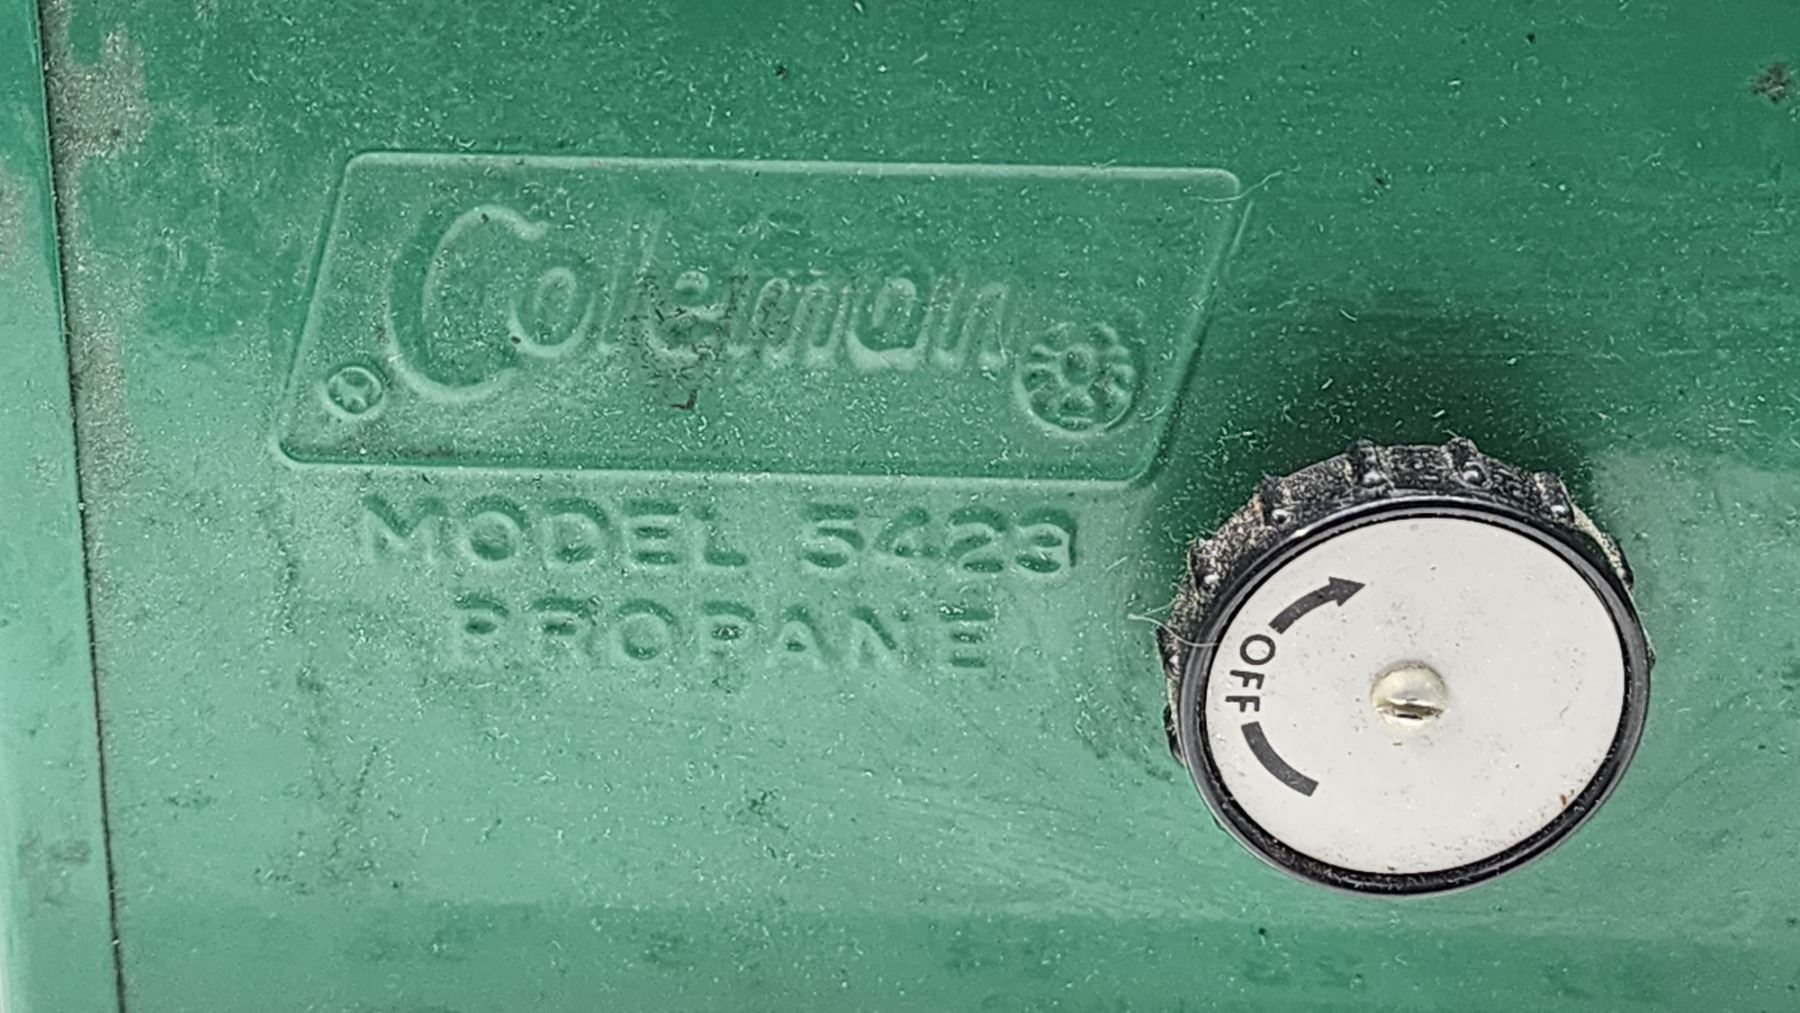 Coleman
MODEL 5423
PROPANE
OFF